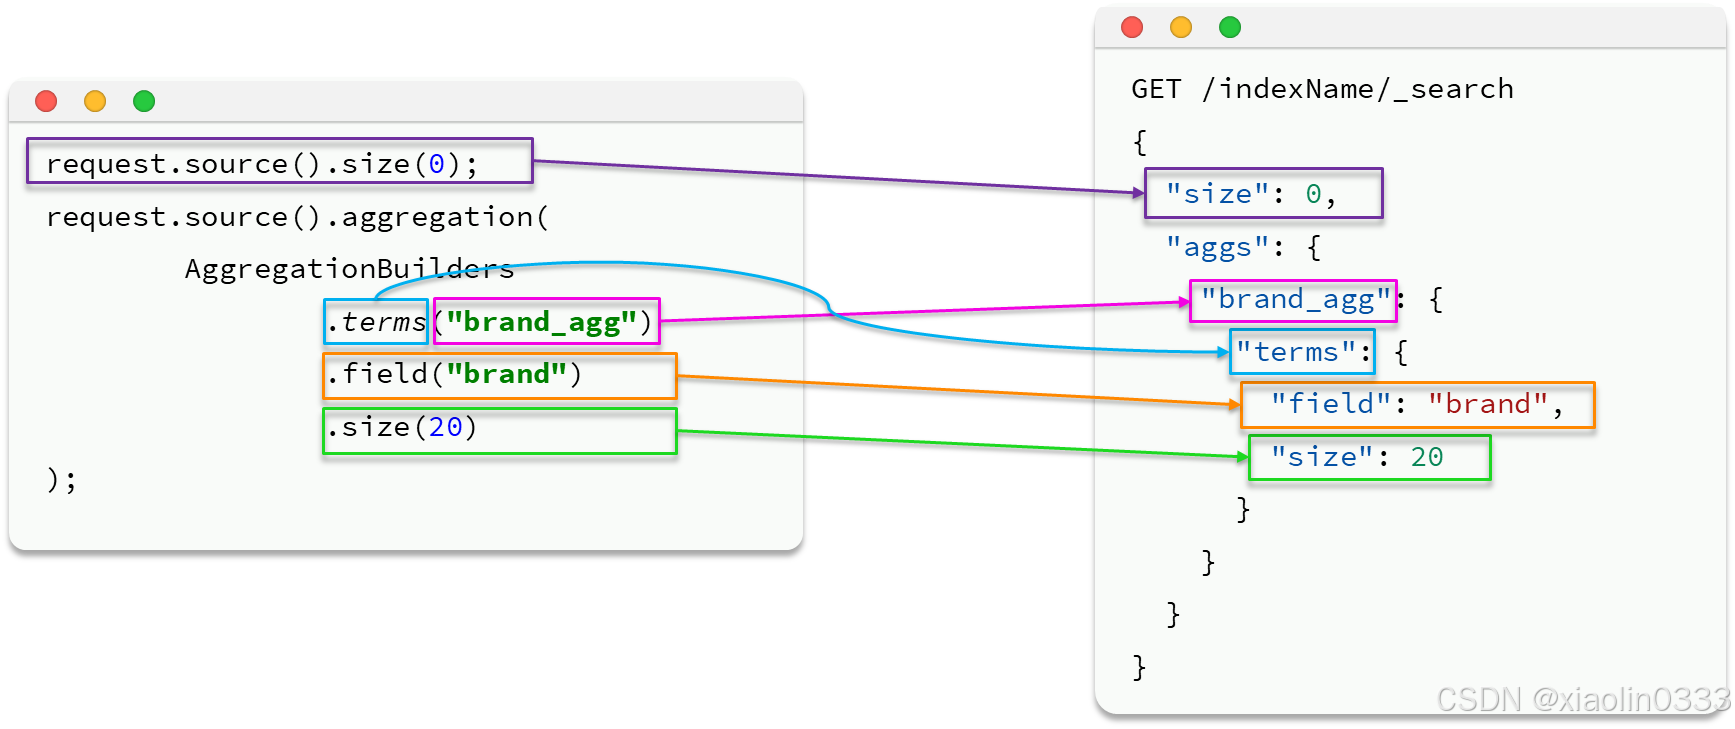 request.source().size(0);
request.source().aggregation(
AggregationBuilders
.terms("brand_agg")
.field("brand")
.size(20)
);
GET /indexName/_search
{
"size": 0,
"aggs": {
"brand_agg": {
"terms": {
"field": "brand",
"size": 20
}
}
}
}
CSDN @xiaolin0333